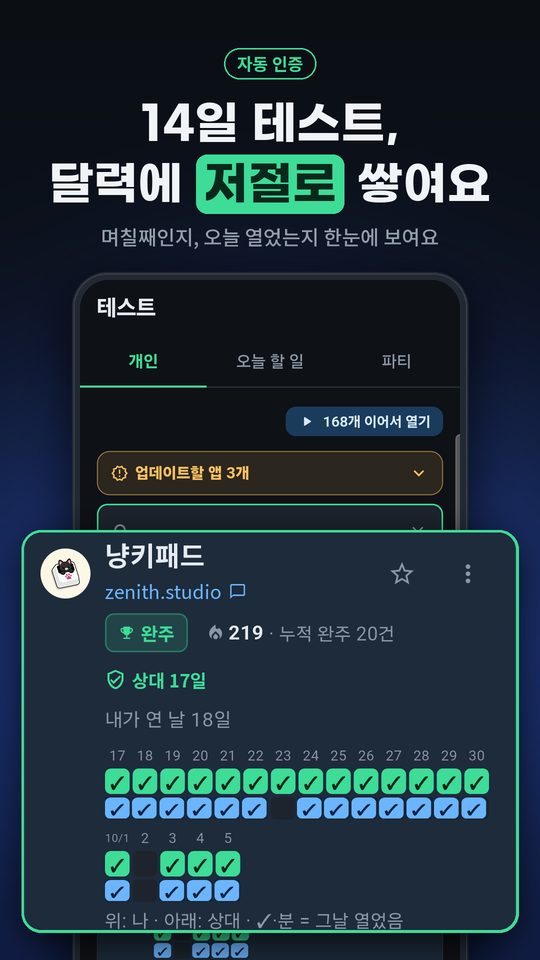 자동 인증
14일 테스트,
달력에 저절로 쌓여요
며칠째인지, 오늘 열었는지 한눈에 보여요
테스트
개인 오늘 할 일 파티
168개 이어서 열기
업데이트할 앱 3개
냥키패드
zenith.studio
완주 219 · 누적 완주 20건
상대 17일
내가 연 날 18일
17 18 19 20 21 22 23 24 25 26 27 28 29 30
10/1 2 3 4 5
위: 나 · 아래: 상대 · ✓·분 = 그날 열었음